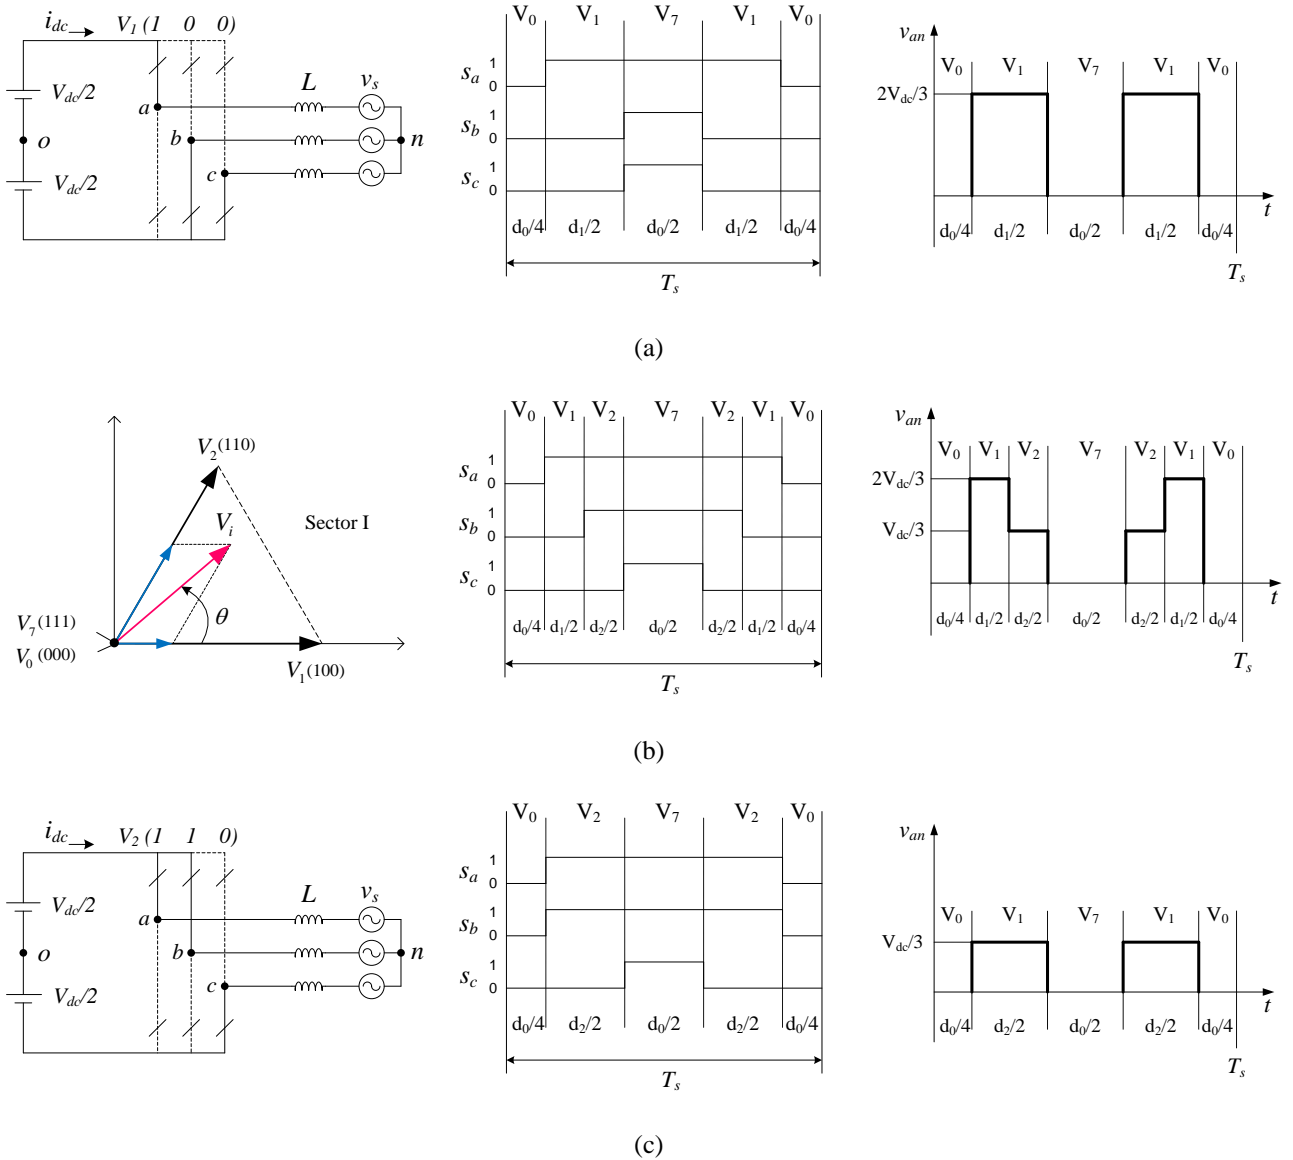 i_dc V_1 (1 0 0)
V_dc/2
L v_s
a
o b n
V_dc/2 c
V_0 V_1 V_7 V_1 V_0
s_a 1
0
s_b 1
0
s_c 1
0
d_0/4 d_1/2 d_0/2 d_1/2 d_0/4
T_s
v_an
V_0 V_1 V_7 V_1 V_0
2V_dc/3
t
d_0/4 d_1/2 d_0/2 d_1/2 d_0/4
T_s
(a)
V_2(110)
V_i Sector I
θ
V_7(111)
V_0(000)
V_1(100)
V_0 V_1 V_2 V_7 V_2 V_1 V_0
s_a 1
0
s_b 1
0
s_c 1
0
d_0/4 d_1/2 d_2/2 d_0/2 d_2/2 d_1/2 d_0/4
T_s
v_an
V_0 V_1 V_2 V_7 V_2 V_1 V_0
2V_dc/3
V_dc/3
t
d_0/4 d_1/2 d_2/2 d_0/2 d_2/2 d_1/2 d_0/4
T_s
(b)
i_dc V_2 (1 1 0)
V_dc/2
L v_s
a
o b n
V_dc/2 c
V_0 V_2 V_7 V_2 V_0
s_a 1
0
s_b 1
0
s_c 1
0
d_0/4 d_2/2 d_0/2 d_2/2 d_0/4
T_s
v_an
V_0 V_1 V_7 V_1 V_0
V_dc/3
t
d_0/4 d_2/2 d_0/2 d_2/2 d_0/4
T_s
(c)